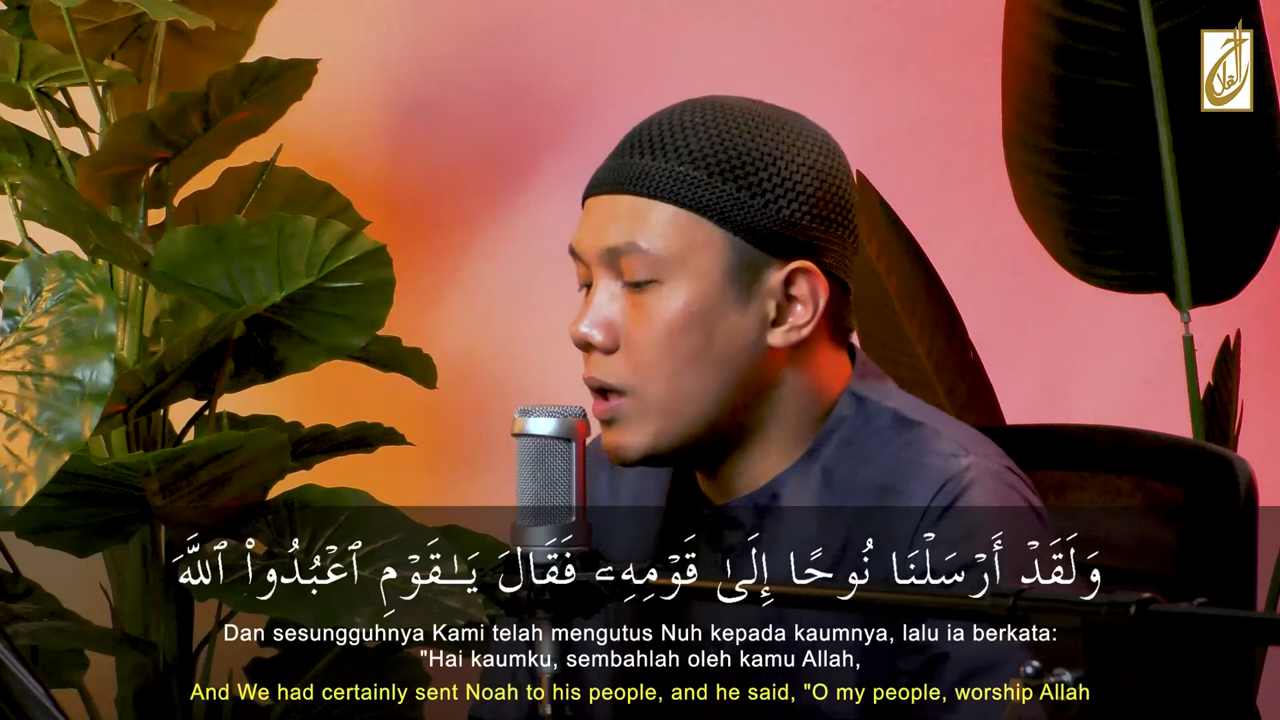 وَلَقَدْ أَرْسَلْنَا نُوحًا إِلَىٰ قَوْمِهِۦ فَقَالَ يَـٰقَوْمِ ٱعْبُدُوا۟ ٱللَّهَ
Dan sesungguhnya Kami telah mengutus Nuh kepada kaumnya, lalu ia berkata:
"Hai kaumku, sembahlah oleh kamu Allah,
And We had certainly sent Noah to his people, and he said, "O my people, worship Allah